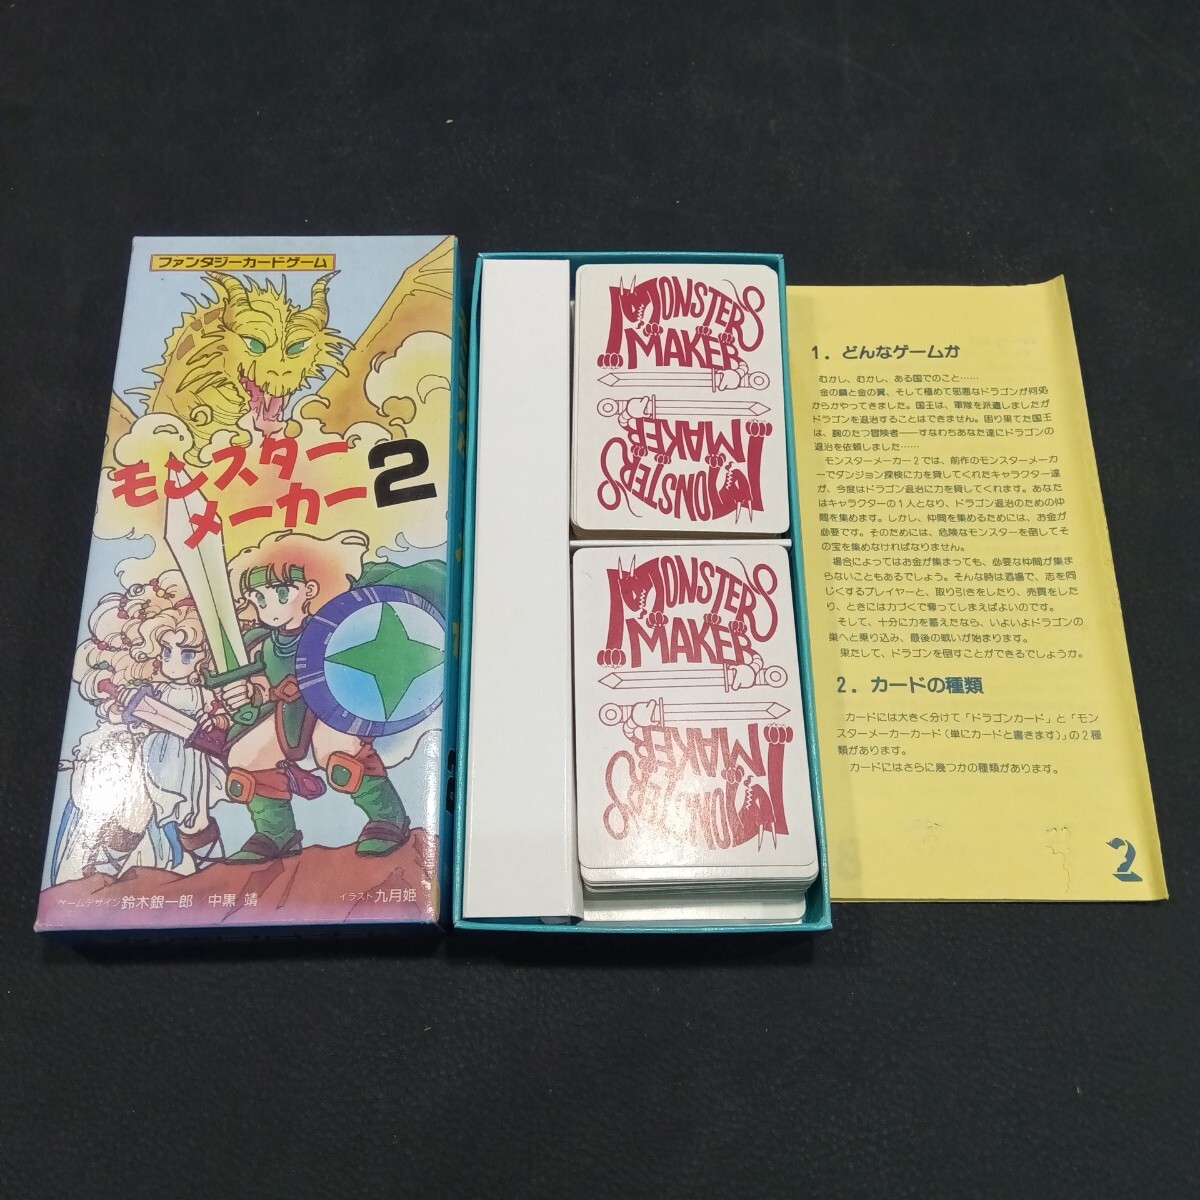 ファンタジーカードゲーム
モンスター
メーカー2
ゲームデザイン 鈴木銀一郎 中黒 靖
イラスト 九月姫
MONSTER
MAKER
MONSTER
MAKER
MONSTER
MAKER
MONSTER
MAKER
1. どんなゲームか
むかし、むかし、ある国でのこと……
金の鱗と金の翼、そして極めて邪悪なドラゴンが何処
からかやってきました。国王は、軍隊を派遣しましたが
ドラゴンを退治することはできません。困り果てた国王
は、腕のたつ冒険者――すなわちあなた達にドラゴンの
退治を依頼しました……
モンスターメーカー2では、前作のモンスターメーカ
ーでダンジョン探検に力を貸してくれたキャラクター達
が、今度はドラゴン退治に力を貸してくれます。あなた
はキャラクターの1人となり、ドラゴン退治のための仲
間を集めます。しかし、仲間を集めるためには、お金が
必要です。そのためには、危険なモンスターを倒してそ
の宝を集めなければなりません。
場合によってはお金が集まっても、必要な仲間が集ま
らないこともあるでしょう。そんな時は酒場で、志を同
じくするプレイヤーと、取り引きをしたり、売買をした
り、ときには力づくで奪ってしまえばよいのです。
そして、十分に力を蓄えたなら、いよいよドラゴンの
巣へと乗り込み、最後の戦いが始まります。
果たして、ドラゴンを倒すことができるでしょうか。
2. カードの種類
カードには大きく分けて「ドラゴンカード」と「モン
スターメーカーカード(単にカードと書きます)」の2種
類があります。
カードにはさらに幾つかの種類があります。
2